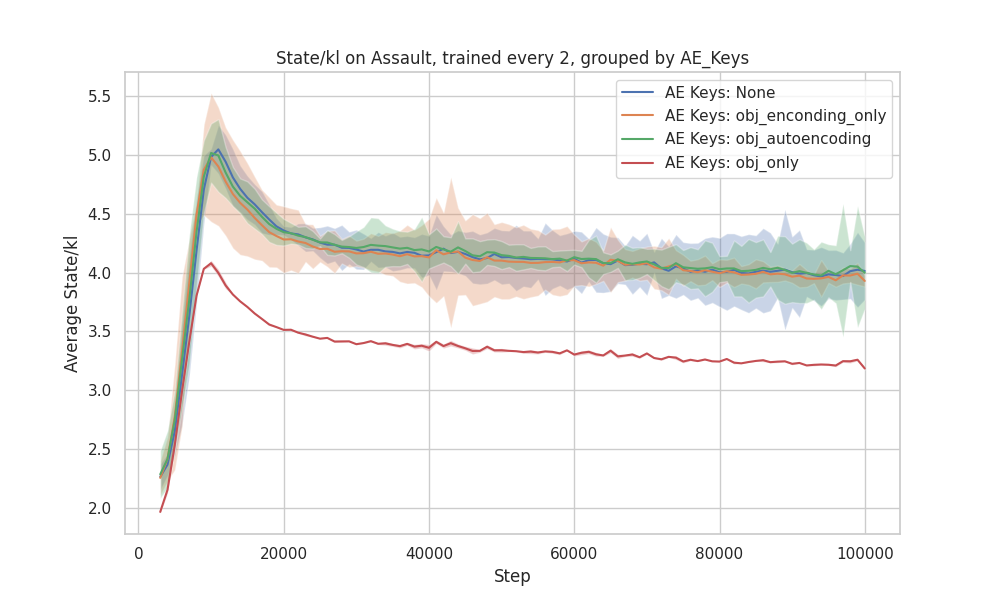 State/kl on Assault, trained every 2, grouped by AE_Keys
AE Keys: None
AE Keys: obj_enconding_only
AE Keys: obj_autoencoding
AE Keys: obj_only
Average State/kl
5.5
5.0
4.5
4.0
3.5
3.0
2.5
2.0
0
20000
40000
60000
80000
100000
Step